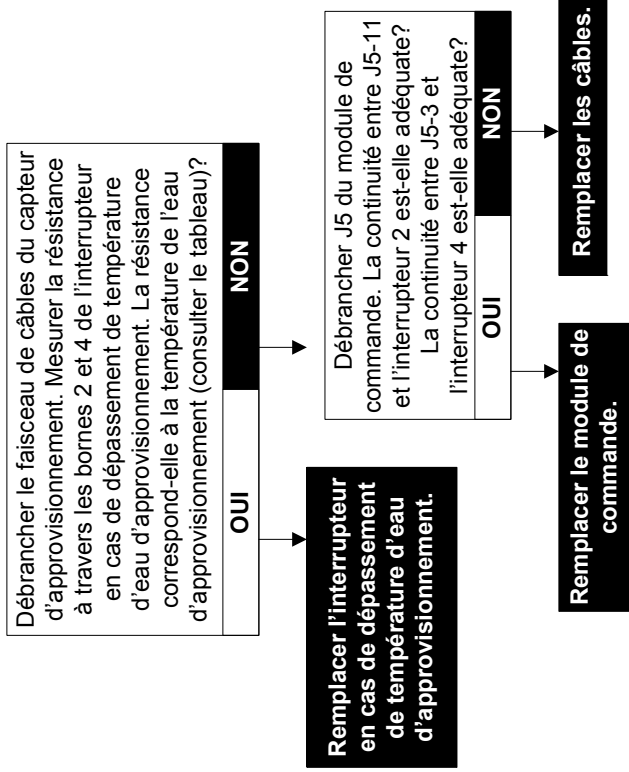 Débrancher le faisceau de câbles du capteur
d'approvisionnement. Mesurer la résistance
à travers les bornes 2 et 4 de l'interrupteur
en cas de dépassement de température
d'eau d'approvisionnement. La résistance
correspond-elle à la température de l'eau
d'approvisionnement (consulter le tableau)?
OUI
NON
Remplacer l'interrupteur
en cas de dépassement
de température d'eau
d'approvisionnement.
Débrancher J5 du module de
commande. La continuité entre J5-11
et l'interrupteur 2 est-elle adéquate?
La continuité entre J5-3 et
l'interrupteur 4 est-elle adéquate?
OUI
NON
Remplacer le module de
commande.
Remplacer les câbles.